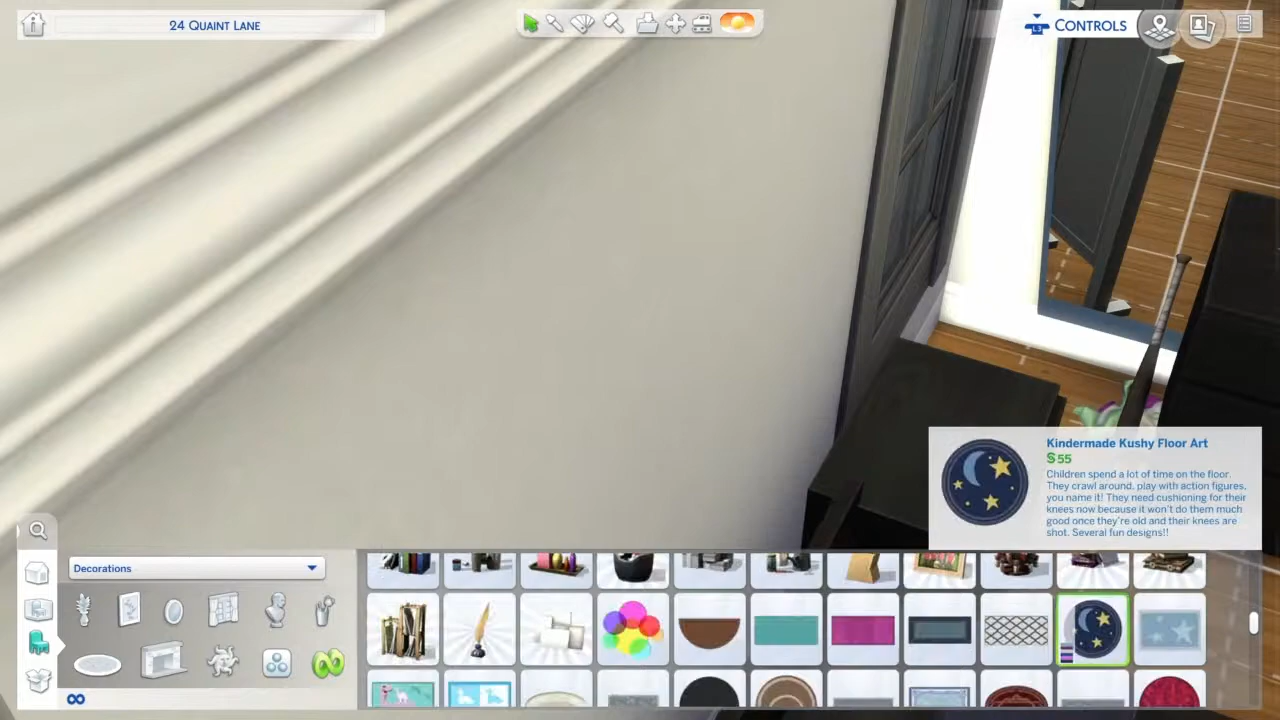 24 QUAINT LANE
CONTROLS
Kindermade Kushy Floor Art
§55
Children spend a lot of time on the floor.
They crawl around, play with action figures,
you name it! They need cushioning for their
knees now because it won't do them much
good once they're old and their knees are
shot. Several fun designs!!
Decorations